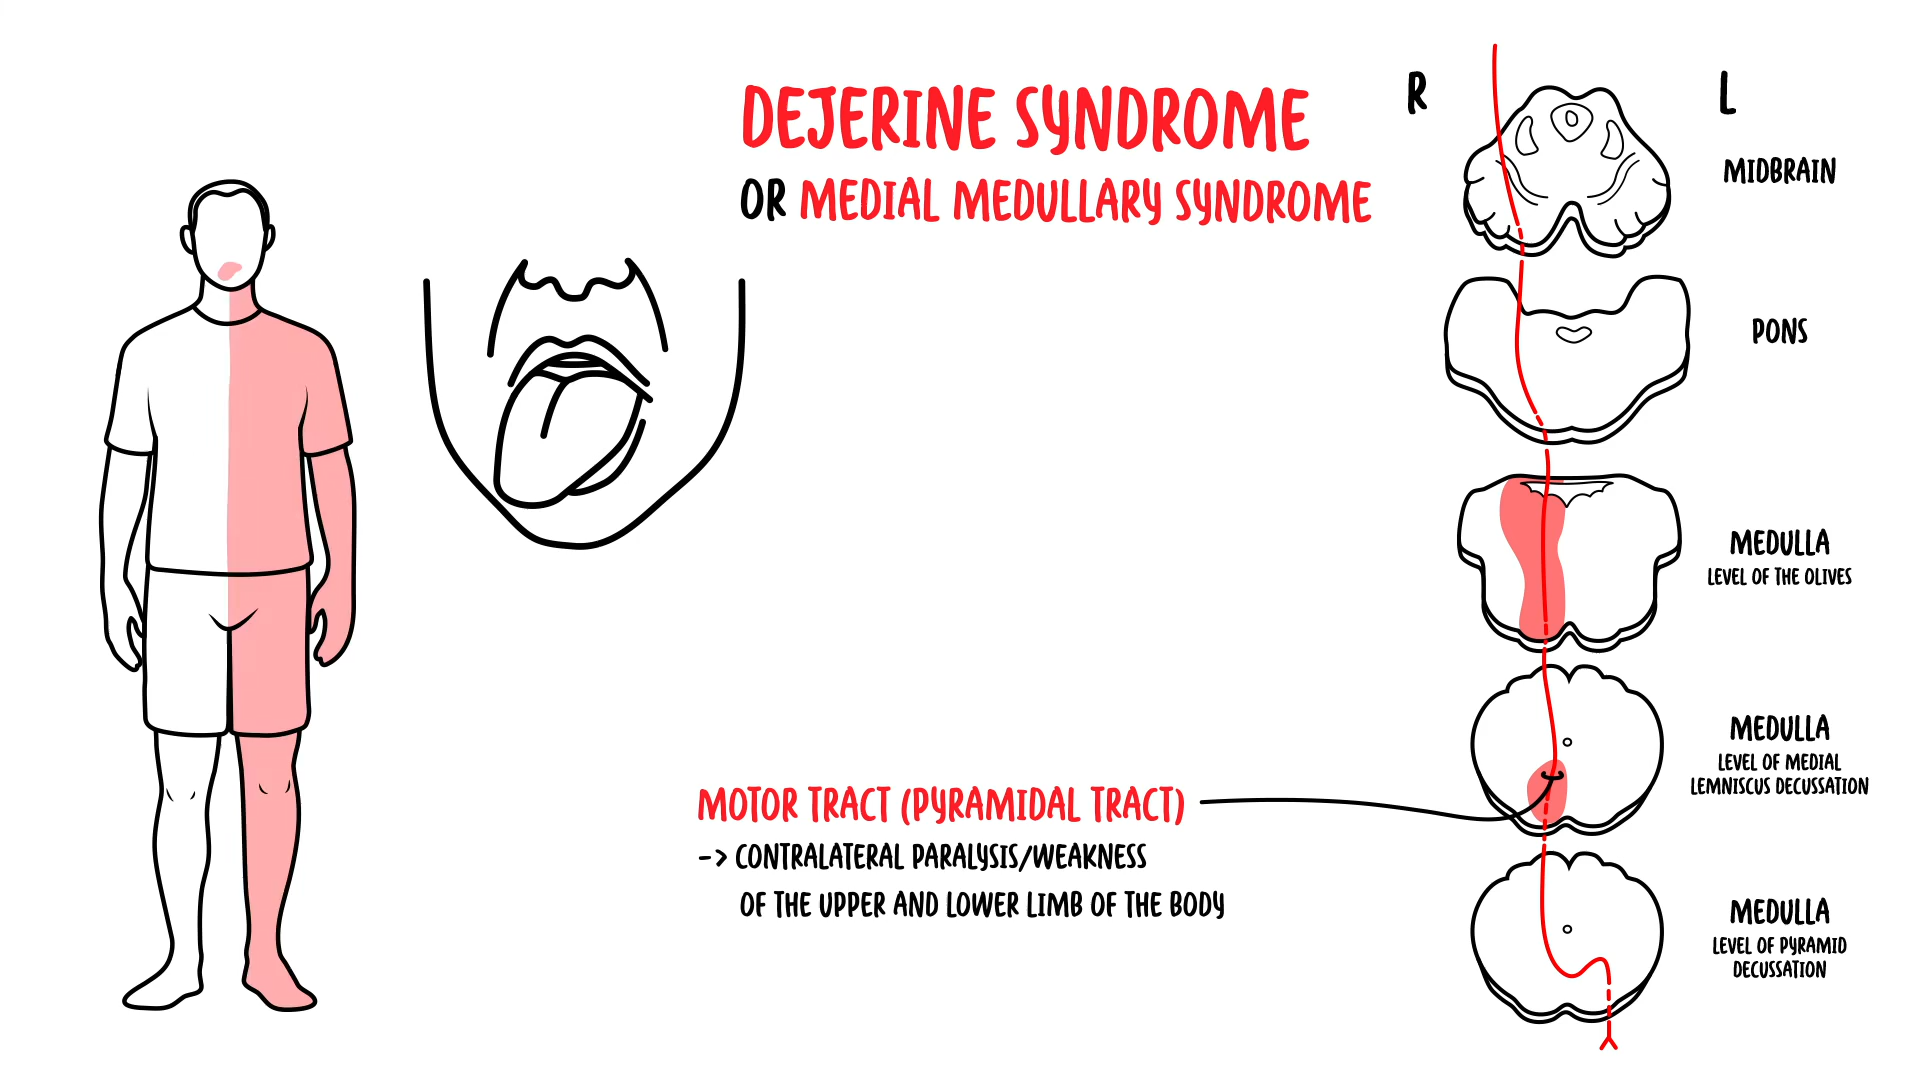 DEJERINE SYNDROME
OR MEDIAL MEDULLARY SYNDROME
R
L
MIDBRAIN
PONS
MEDULLA
LEVEL OF THE OLIVES
MEDULLA
LEVEL OF MEDIAL
LEMNISCUS DECUSSATION
MOTOR TRACT (PYRAMIDAL TRACT)
-> CONTRALATERAL PARALYSIS/WEAKNESS
OF THE UPPER AND LOWER LIMB OF THE BODY
MEDULLA
LEVEL OF PYRAMID
DECUSSATION